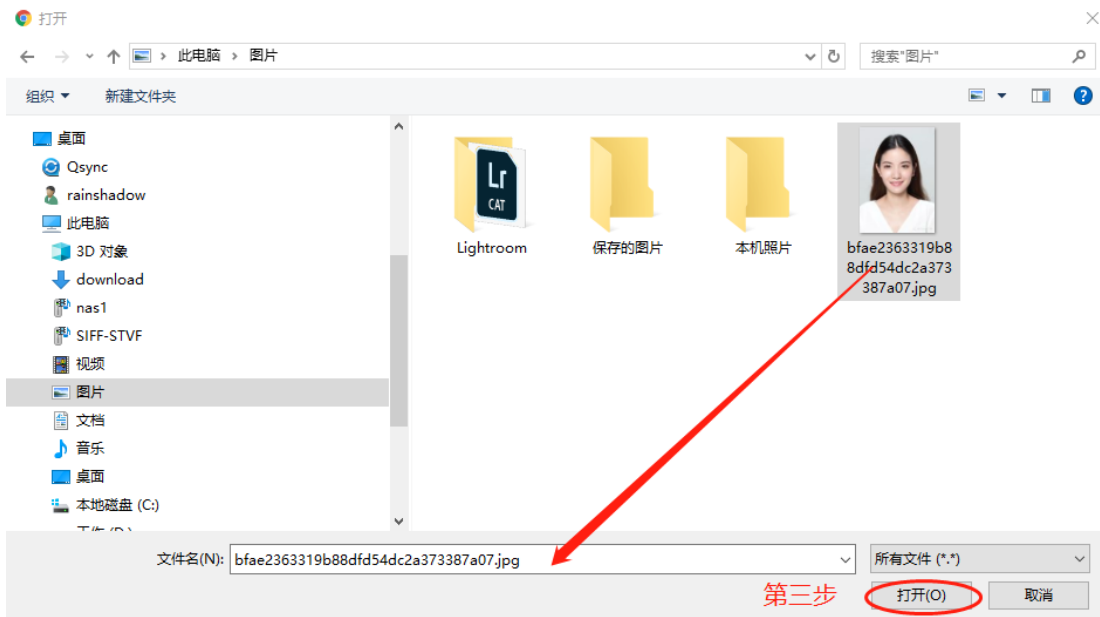 打开
此电脑 > 图片
搜索"图片"
组织
新建文件夹
桌面
Qsync
rainshadow
此电脑
3D 对象
download
nas1
SIFF-STVF
视频
图片
文档
音乐
桌面
本地磁盘 (C:)
Lr
CAT
Lightroom
保存的图片
本机照片
bfae2363319b8
8dfd54dc2a373
387a07.jpg
文件名(N):
bfae2363319b88dfd54dc2a373387a07.jpg
所有文件 (*.*)
第三步
打开(O)
取消